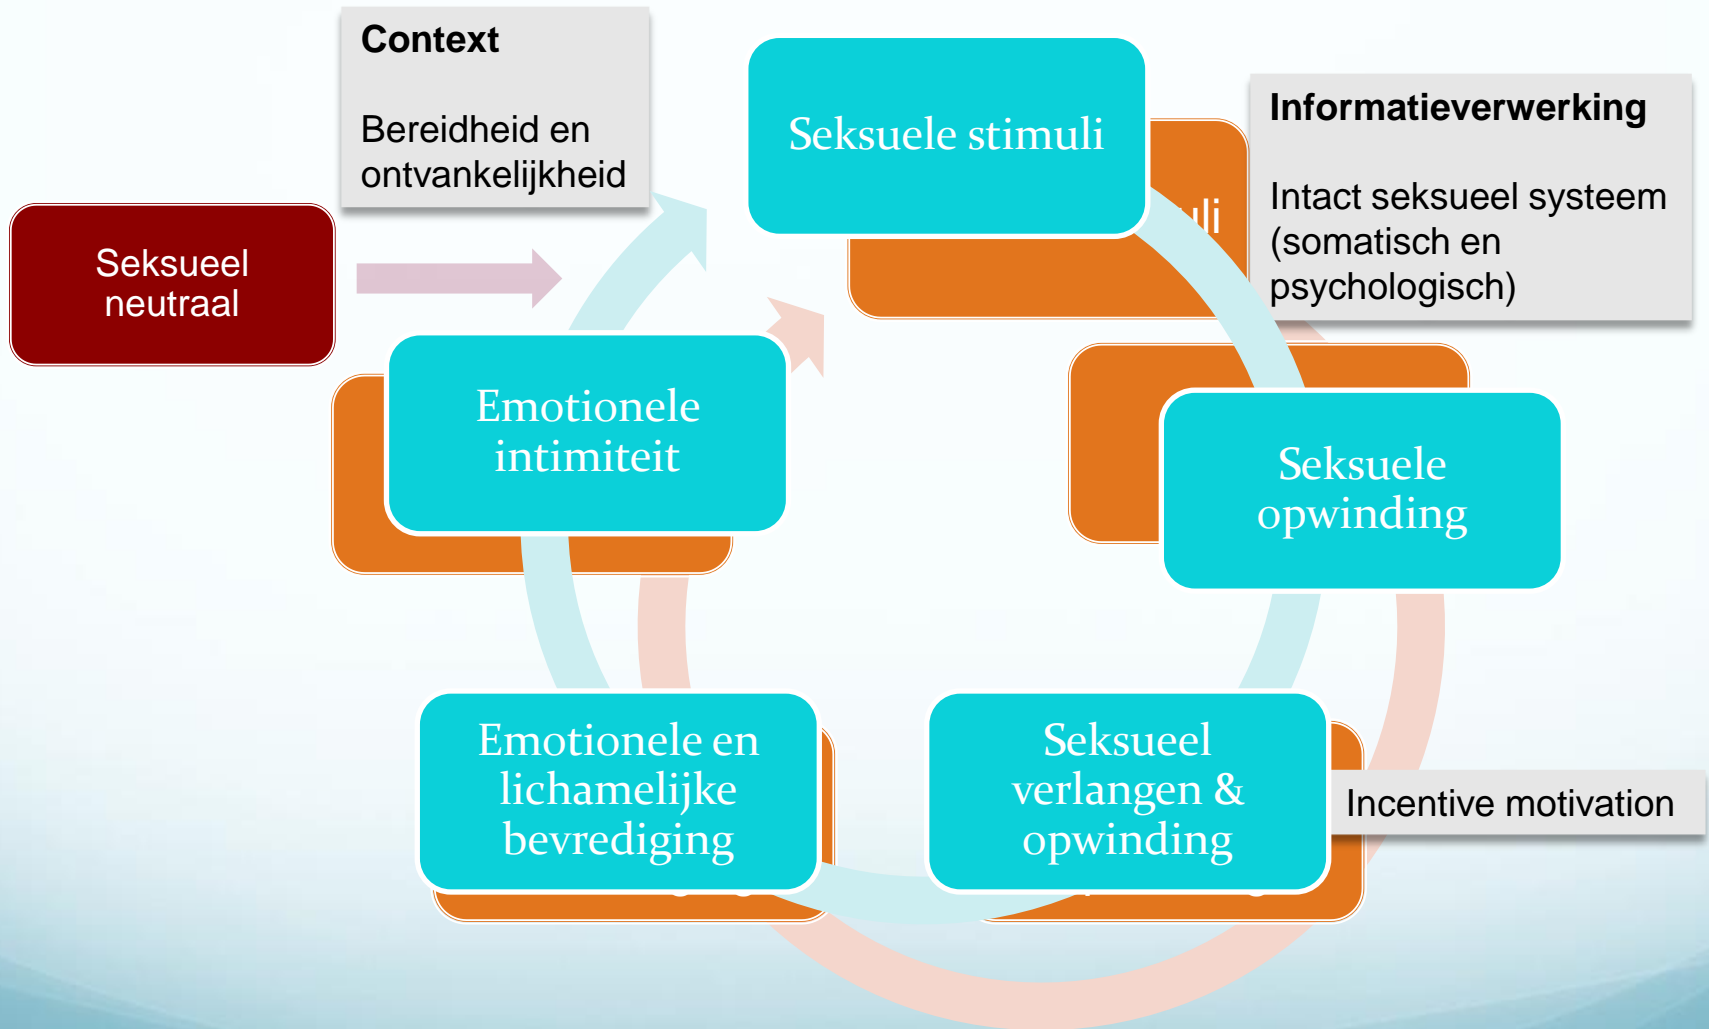 Context
Bereidheid en
ontvankelijkheid
Seksuele stimuli
Informatieverwerking
Intact seksueel systeem
(somatisch en
psychologisch)
Seksueel
neutraal
Emotionele
intimiteit
Seksuele
opwinding
Emotionele en
lichamelijke
bevrediging
Seksueel
verlangen &
opwinding
Incentive motivation